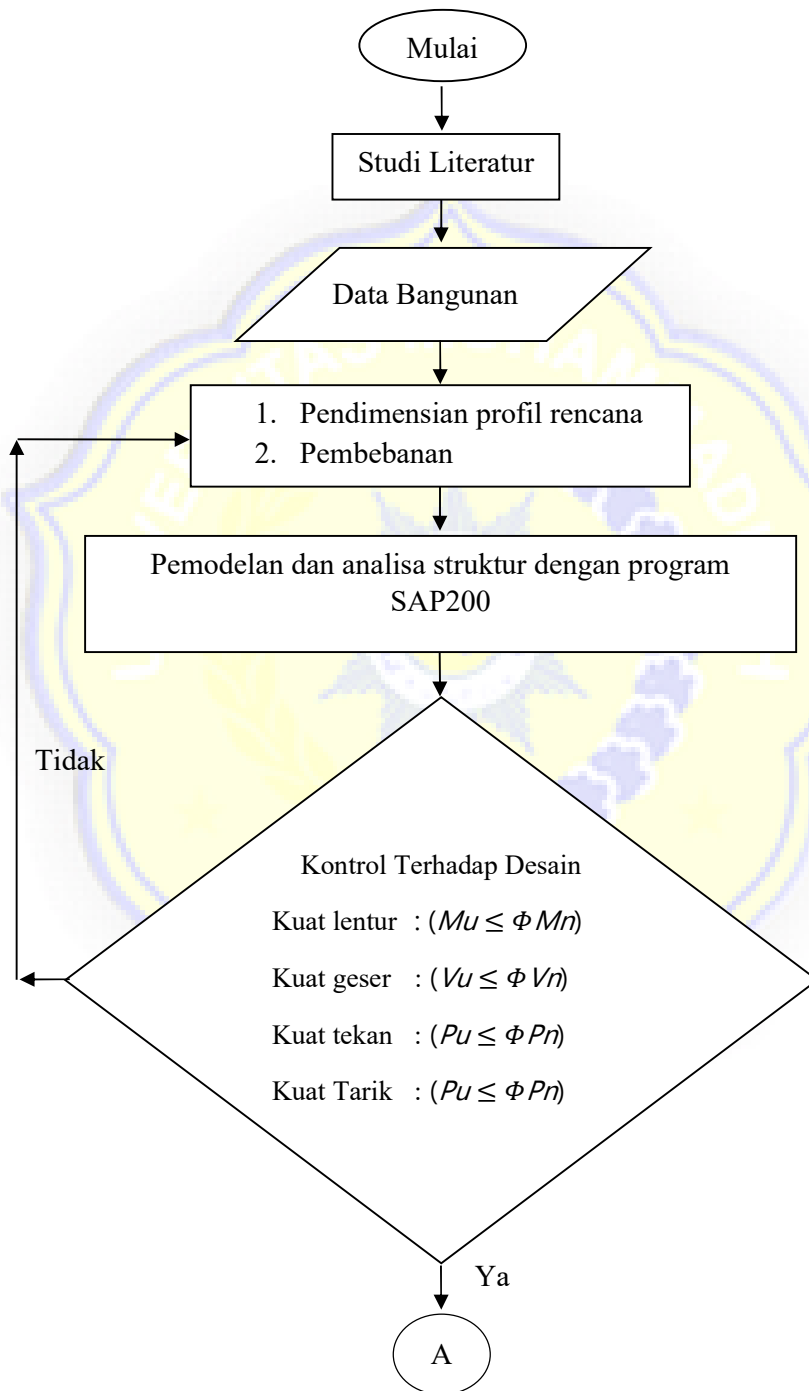 Mulai
Studi Literatur
Data Bangunan
1. Pendimensian profil rencana
2. Pembebanan
Pemodelan dan analisa struktur dengan program
SAP200
Tidak
Kontrol Terhadap Desain
Kuat lentur : (Mu ≤ Φ Mn)
Kuat geser : (Vu ≤ Φ Vn)
Kuat tekan : (Pu ≤ Φ Pn)
Kuat Tarik : (Pu ≤ Φ Pn)
Ya
A